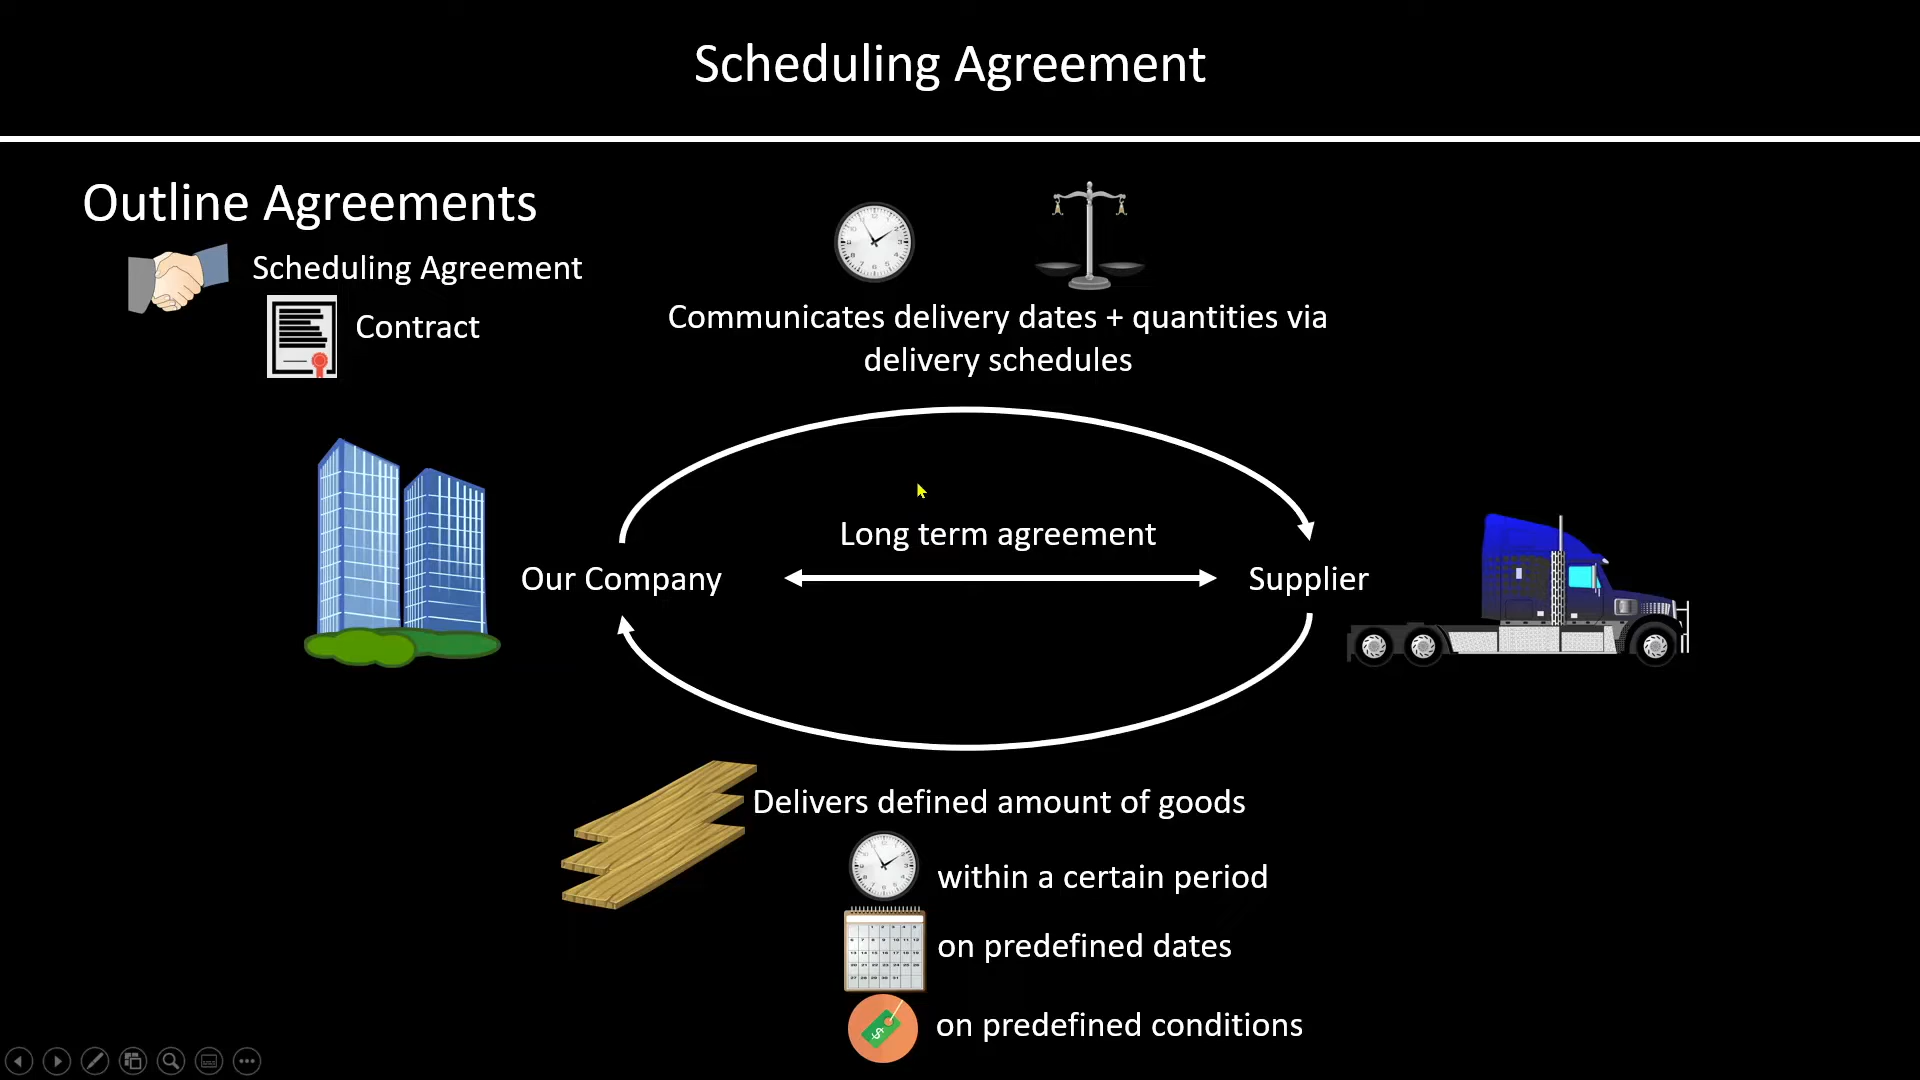 Scheduling Agreement
Outline Agreements
Scheduling Agreement
Contract
Communicates delivery dates + quantities via
delivery schedules
Long term agreement
Our Company
Supplier
Delivers defined amount of goods
within a certain period
on predefined dates
on predefined conditions